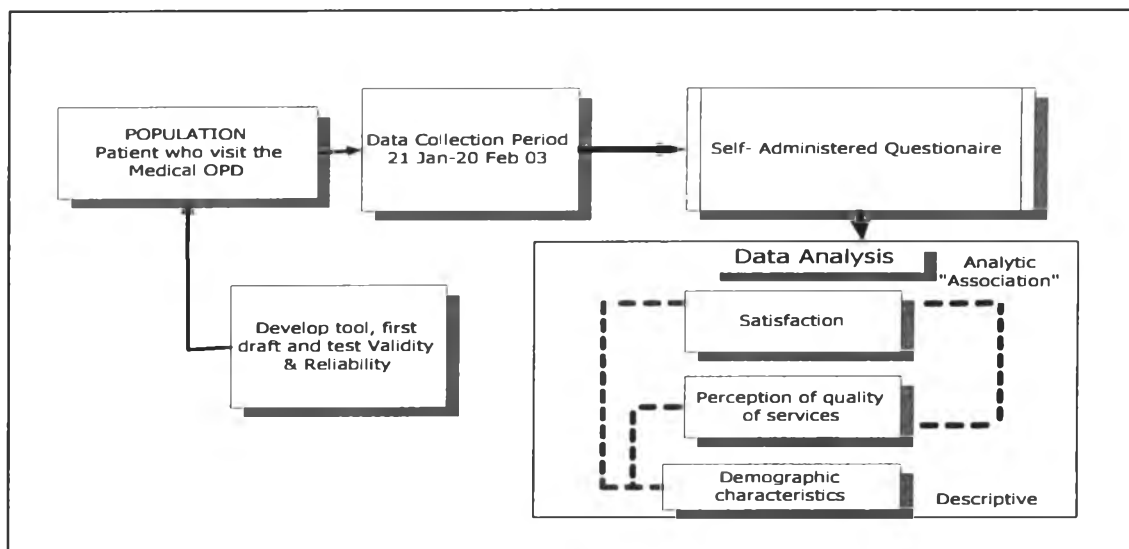 POPULATION
Patient who visit the
Medical OPD
Data Collection Period
21 Jan-20 Feb 03
Self- Administered Questionaire
Develop tool, first
draft and test Validity
& Reliability
Data Analysis
Analytic
"Association"
Satisfaction
Perception of quality
of services
Demographic
characteristics
Descriptive